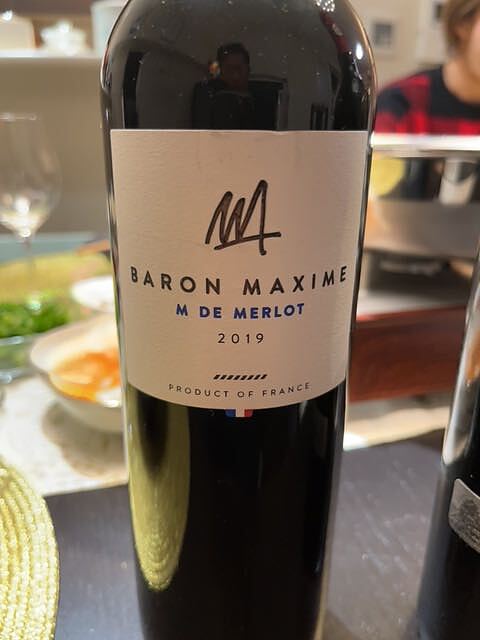 BARON MAXIME
M DE MERLOT
2019
PRODUCT OF FRANCE